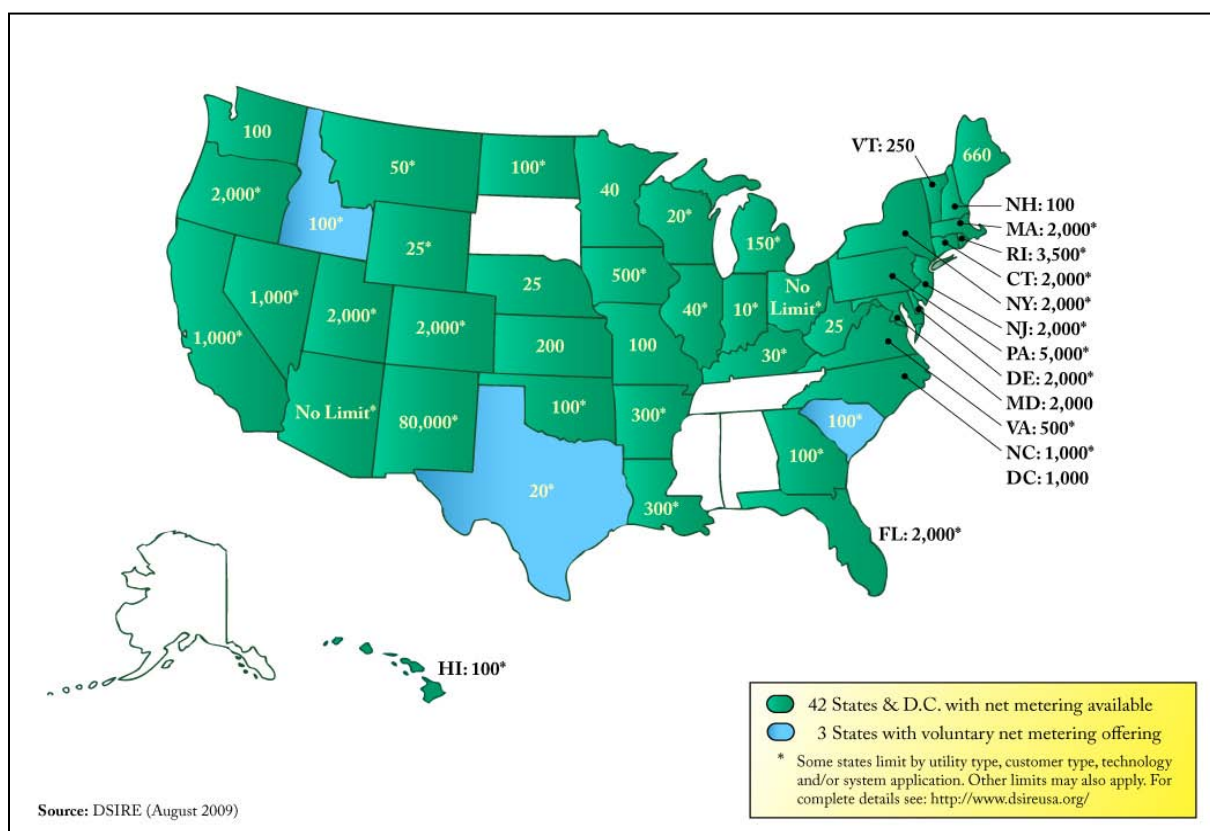 100
2,000*
100*
50*
100*
40
660
VT: 250
NH: 100
MA: 2,000*
RI: 3,500*
CT: 2,000*
NY: 2,000*
NJ: 2,000*
PA: 5,000*
DE: 2,000*
MD: 2,000
VA: 500*
NC: 1,000*
DC: 1,000
25*
20*
150*
1,000*
1,000*
2,000*
2,000*
25
500*
40*
10*
No
Limit*
25
200
100
30*
No Limit*
80,000*
100*
300*
100*
100*
20*
300*
FL: 2,000*
HI: 100*
42 States & D.C. with net metering available
3 States with voluntary net metering offering
* Some states limit by utility type, customer type, technology
and/or system application. Other limits may also apply. For
complete details see: http://www.dsireusa.org/
Source: DSIRE (August 2009)